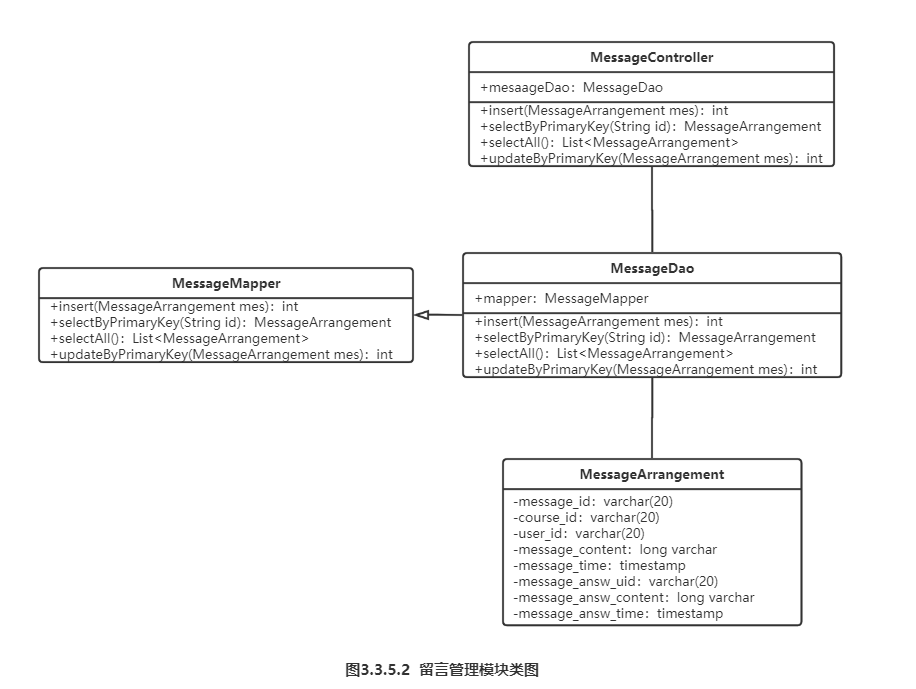 MessageController
+mesaageDao：MessageDao
+insert(MessageArrangement mes)：int
+selectByPrimaryKey(String id)：MessageArrangement
+selectAll()：List<MessageArrangement>
+updateByPrimaryKey(MessageArrangement mes)：int
MessageMapper
+insert(MessageArrangement mes)：int
+selectByPrimaryKey(String id)：MessageArrangement
+selectAll()：List<MessageArrangement>
+updateByPrimaryKey(MessageArrangement mes)：int
MessageDao
+mapper：MessageMapper
+insert(MessageArrangement mes)：int
+selectByPrimaryKey(String id)：MessageArrangement
+selectAll()：List<MessageArrangement>
+updateByPrimaryKey(MessageArrangement mes)：int
MessageArrangement
-message_id：varchar(20)
-course_id：varchar(20)
-user_id：varchar(20)
-message_content：long varchar
-message_time：timestamp
-message_answ_uid：varchar(20)
-message_answ_content：long varchar
-message_answ_time：timestamp
图3.3.5.2 留言管理模块类图